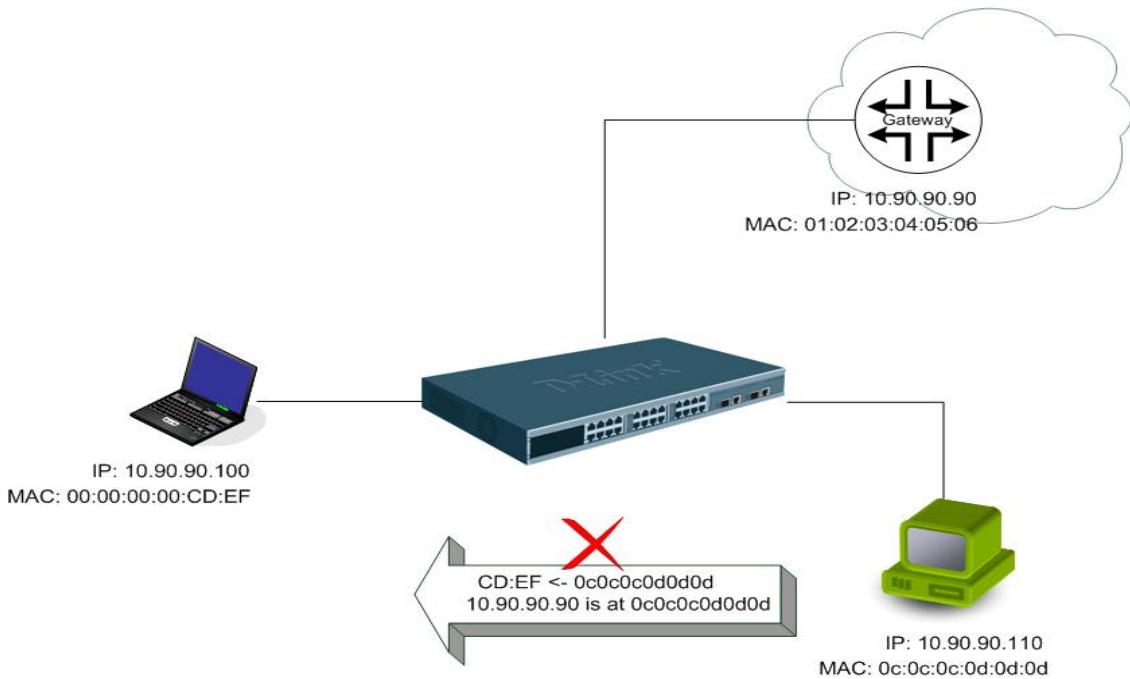 Gateway
IP: 10.90.90.90
MAC: 01:02:03:04:05:06
D-Link
IP: 10.90.90.100
MAC: 00:00:00:00:CD:EF
CD:EF <- 0c0c0c0d0d0d
10.90.90.90 is at 0c0c0c0d0d0d
IP: 10.90.90.110
MAC: 0c:0c:0c:0d:0d:0d